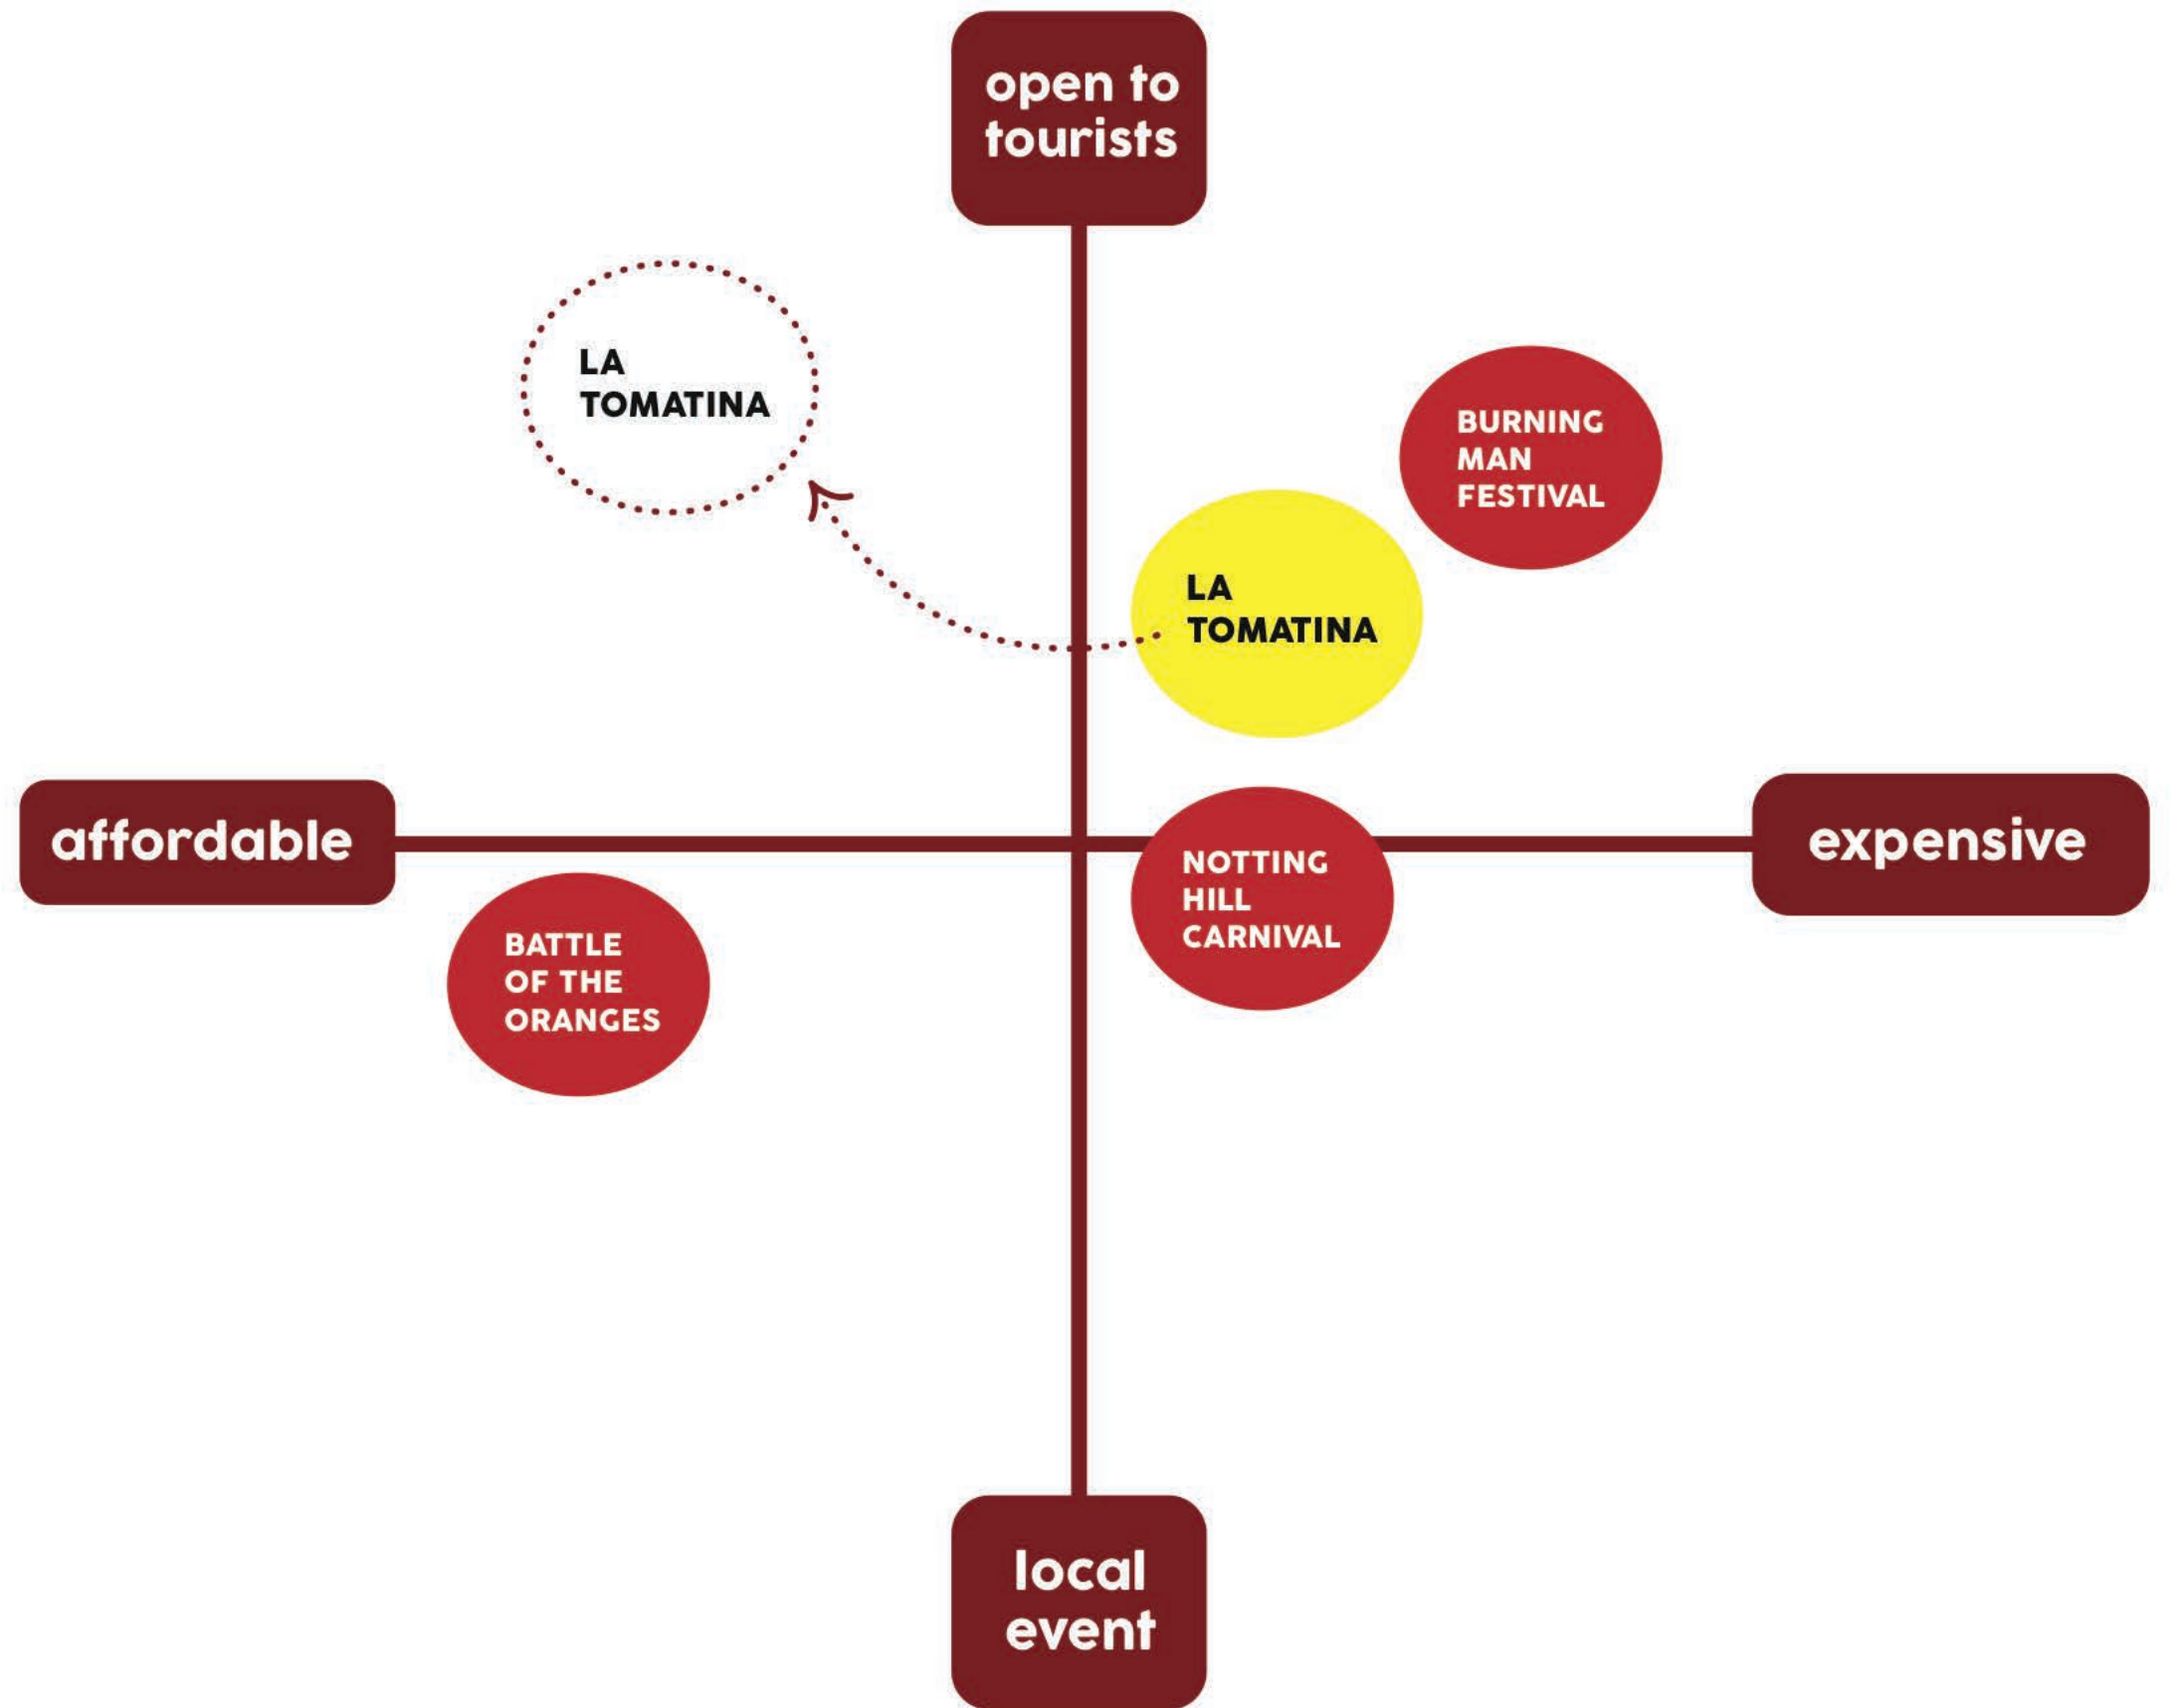 open to
tourists
LA
TOMATINA
BURNING
MAN
FESTIVAL
LA
TOMATINA
affordable
expensive
NOTTING
HILL
CARNIVAL
BATTLE
OF THE
ORANGES
local
event